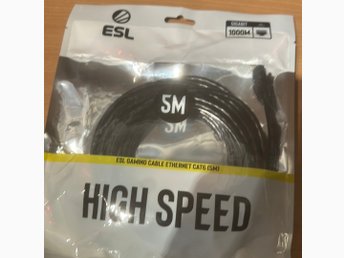 ESL
GIGABIT
1000M
5M
5M
ESL GAMING CABLE ETHERNET CAT6 (5M)
HIGH SPEED